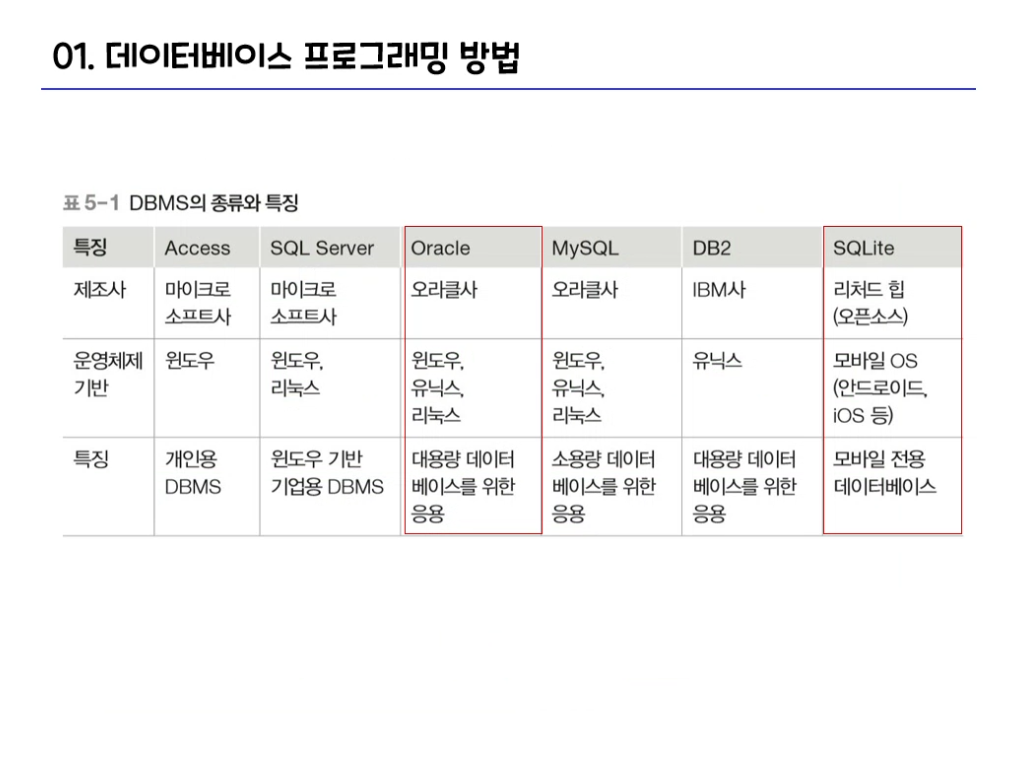 01. 데이터베이스 프로그래밍 방법
표 5-1 DBMS의 종류와 특징
특징 Access SQL Server Oracle MySQL DB2 SQLite
제조사 마이크로 마이크로 오라클사 오라클사 IBM사 리처드 힙
소프트사 소프트사 (오픈소스)
운영체제 윈도우 윈도우, 윈도우, 윈도우, 유닉스 모바일 OS
기반 리눅스 유닉스, 유닉스, (안드로이드,
리눅스 리눅스 iOS 등)
특징 개인용 윈도우 기반 대용량 데이터 소용량 데이터 대용량 데이터 모바일 전용
DBMS 기업용 DBMS 베이스를 위한 베이스를 위한 베이스를 위한 데이터베이스
응용 응용 응용